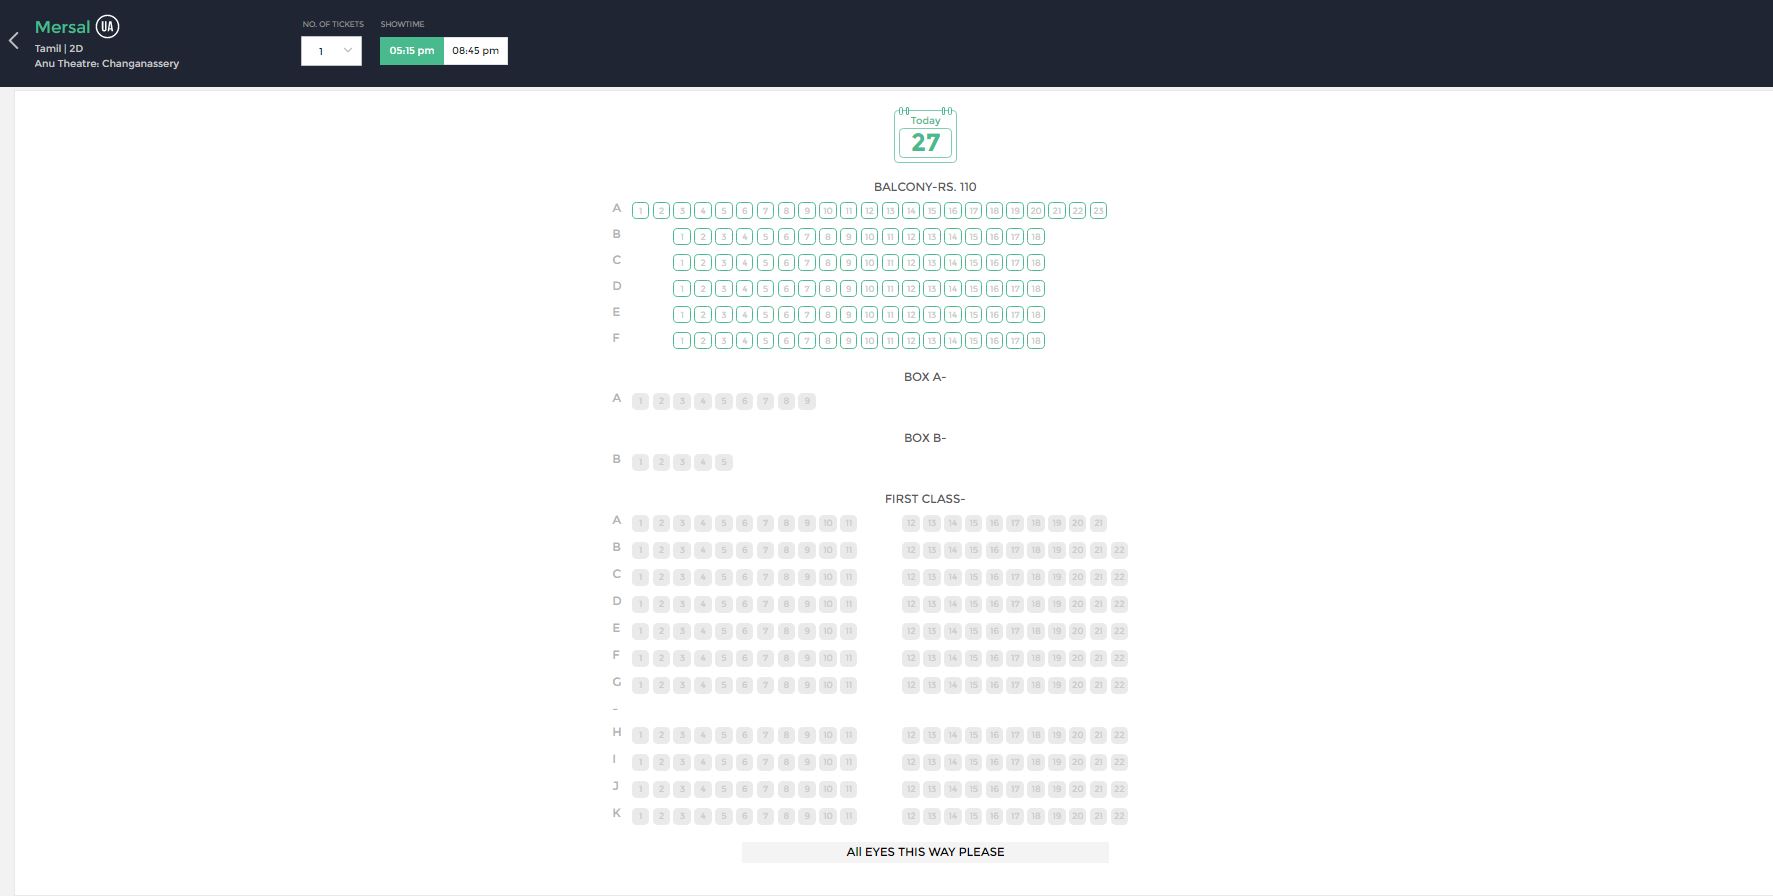 Mersal UA
Tamil | 2D
Anu Theatre: Changanassery
NO. OF TICKETS SHOWTIME
1 05:15 pm 08:45 pm
Today
27
BALCONY-RS. 110
A 1 2 3 4 5 6 7 8 9 10 11 12 13 14 15 16 17 18 19 20 21 22 23
B 1 2 3 4 5 6 7 8 9 10 11 12 13 14 15 16 17 18
C 1 2 3 4 5 6 7 8 9 10 11 12 13 14 15 16 17 18
D 1 2 3 4 5 6 7 8 9 10 11 12 13 14 15 16 17 18
E 1 2 3 4 5 6 7 8 9 10 11 12 13 14 15 16 17 18
F 1 2 3 4 5 6 7 8 9 10 11 12 13 14 15 16 17 18
BOX A-
A 1 2 3 4 5 6 7 8 9
BOX B-
B 1 2 3 4 5
FIRST CLASS-
A 1 2 3 4 5 6 7 8 9 10 11 12 13 14 15 16 17 18 19 20 21
B 1 2 3 4 5 6 7 8 9 10 11 12 13 14 15 16 17 18 19 20 21 22
C 1 2 3 4 5 6 7 8 9 10 11 12 13 14 15 16 17 18 19 20 21 22
D 1 2 3 4 5 6 7 8 9 10 11 12 13 14 15 16 17 18 19 20 21 22
E 1 2 3 4 5 6 7 8 9 10 11 12 13 14 15 16 17 18 19 20 21 22
F 1 2 3 4 5 6 7 8 9 10 11 12 13 14 15 16 17 18 19 20 21 22
G 1 2 3 4 5 6 7 8 9 10 11 12 13 14 15 16 17 18 19 20 21 22
-
H 1 2 3 4 5 6 7 8 9 10 11 12 13 14 15 16 17 18 19 20 21 22
I 1 2 3 4 5 6 7 8 9 10 11 12 13 14 15 16 17 18 19 20 21 22
J 1 2 3 4 5 6 7 8 9 10 11 12 13 14 15 16 17 18 19 20 21 22
K 1 2 3 4 5 6 7 8 9 10 11 12 13 14 15 16 17 18 19 20 21 22
All EYES THIS WAY PLEASE